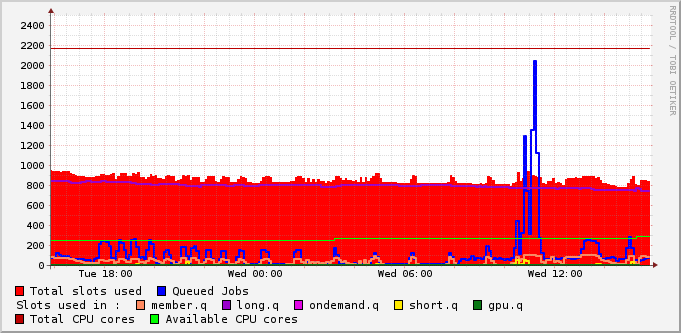 2400
2200
2000
1800
1600
1400
1200
1000
800
600
400
200
0
Tue 18:00 Wed 00:00 Wed 06:00 Wed 12:00
RRDTOOL / TOBI OETIKER
Total slots used Queued Jobs
Slots used in : member.q long.q ondemand.q short.q gpu.q
Total CPU cores Available CPU cores